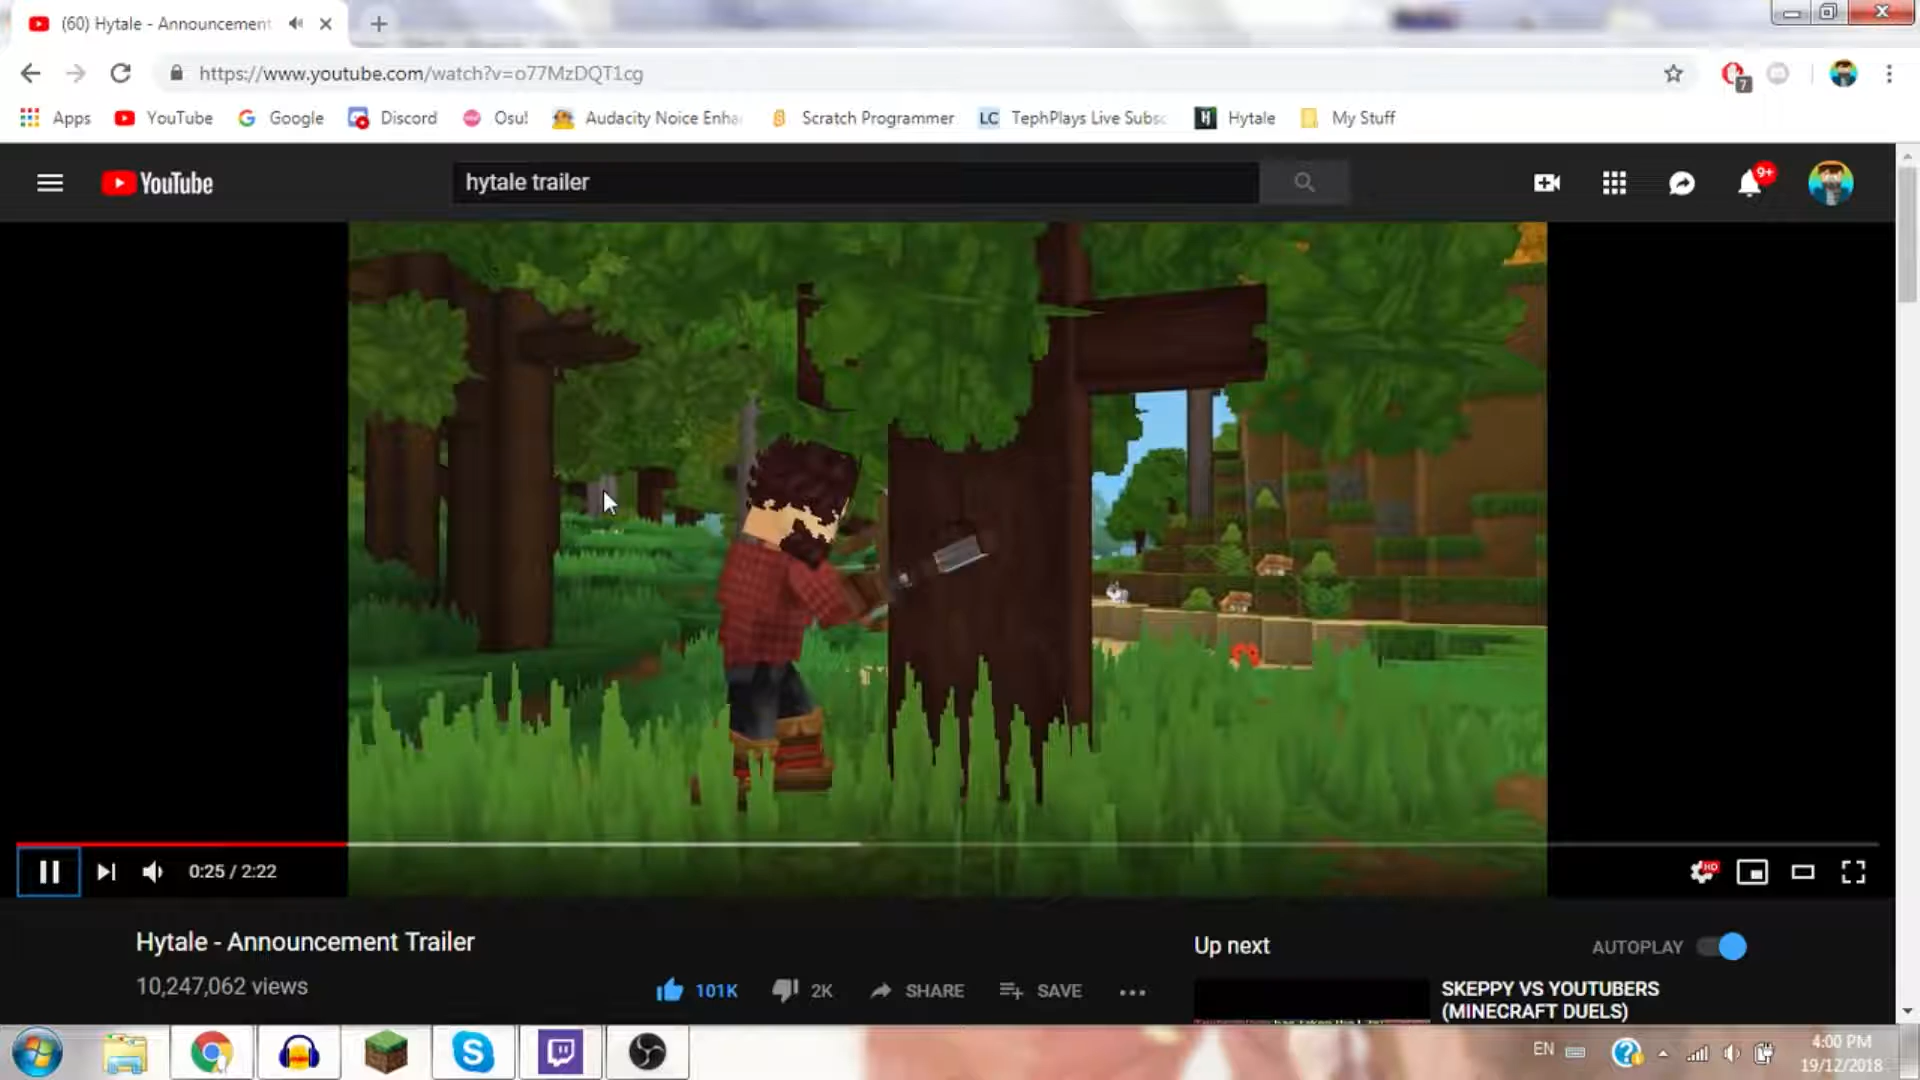 (60) Hytale - Announcement
https://www.youtube.com/watch?v=o77MzDQT1cg
7
Apps YouTube Google Discord Osu! Audacity Noice Enha Scratch Programmer LC TephPlays Live Subsc Hytale My Stuff
YouTube hytale trailer 9+
0:25 / 2:22 HD
Hytale - Announcement Trailer
10,247,062 views
101K 2K SHARE SAVE
Up next AUTOPLAY
SKEPPY VS YOUTUBERS
(MINECRAFT DUELS)
EN 4:00 PM
19/12/2018